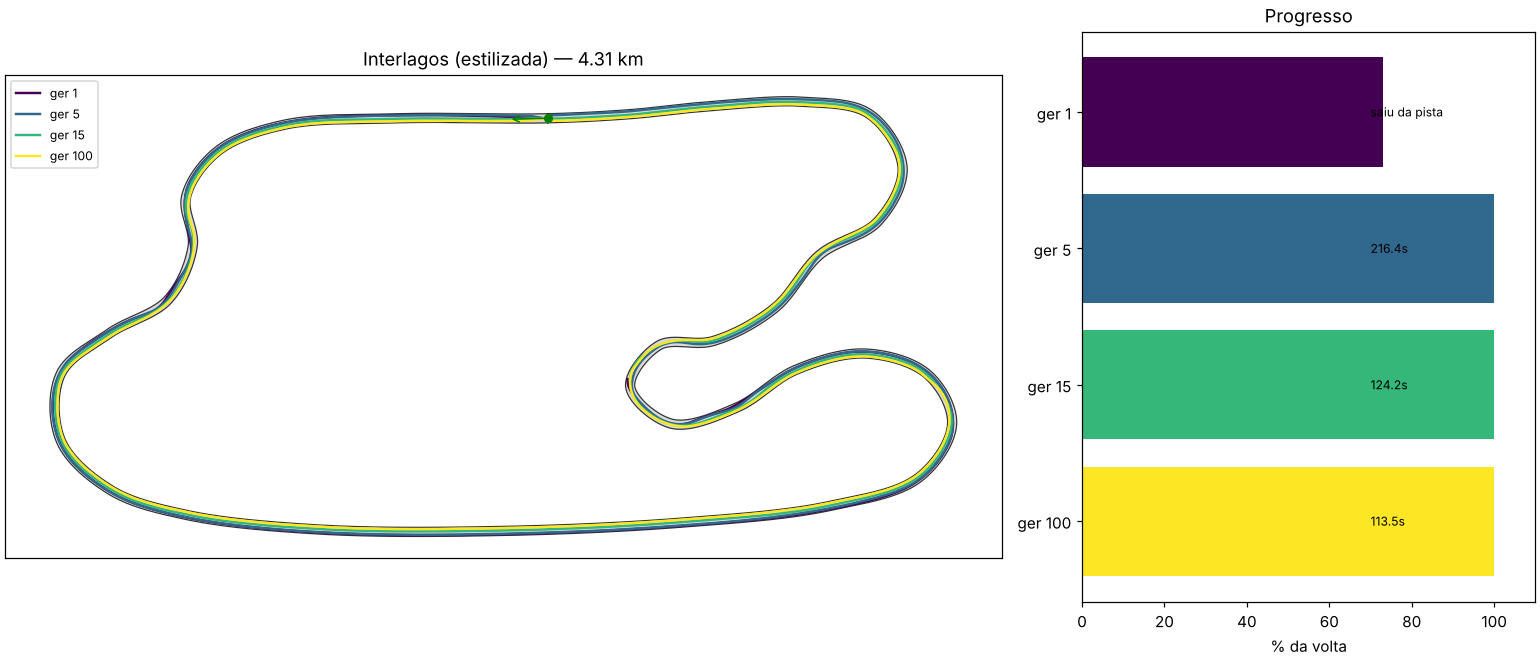 Interlagos (estilizada) — 4.31 km
ger 1
ger 5
ger 15
ger 100
Progresso
ger 1
saiu da pista
ger 5
216.4s
ger 15
124.2s
ger 100
113.5s
0 20 40 60 80 100
% da volta